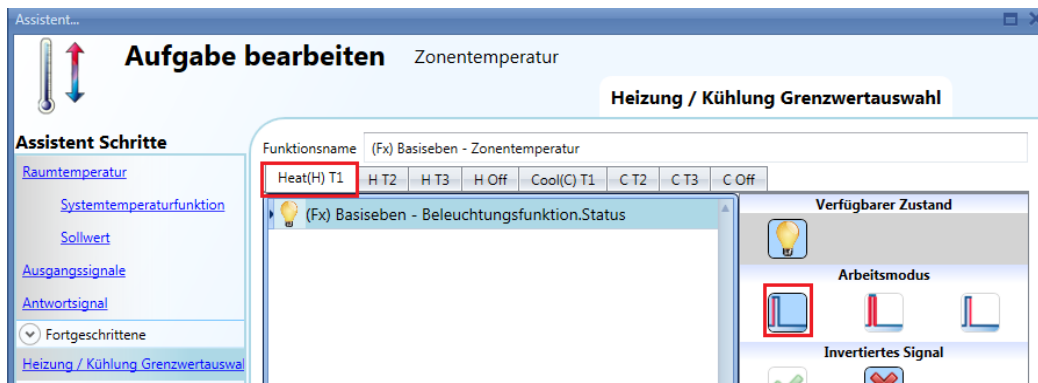 Assistent...
Aufgabe bearbeiten Zonentemperatur
Heizung / Kühlung Grenzwertauswahl
Assistent Schritte
Raumtemperatur
Systemtemperaturfunktion
Sollwert
Ausgangssignale
Antwortsignal
Fortgeschrittene
Heizung / Kühlung Grenzwertauswal
Funktionsname (Fx) Basiseben - Zonentemperatur
Heat(H) T1 H T2 H T3 H Off Cool(C) T1 C T2 C T3 C Off
(Fx) Basiseben - Beleuchtungsfunktion.Status
Verfügbarer Zustand
Arbeitsmodus
Invertiertes Signal